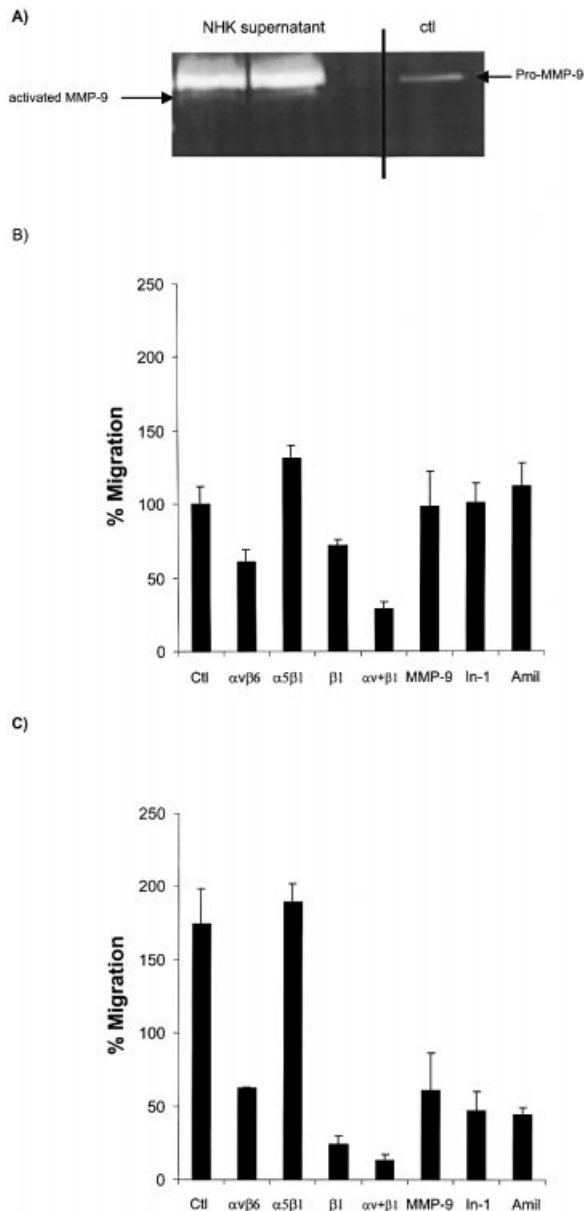 A)
NHK supernatant ctl
activated MMP-9
Pro-MMP-9
B)
250
200
150
100
50
0
% Migration
Ctl αvβ6 α5β1 β1 αv+β1 MMP-9 In-1 Amil
C)
250
200
150
100
50
0
% Migration
Ctl αvβ6 α5β1 β1 αv+β1 MMP-9 In-1 Amil